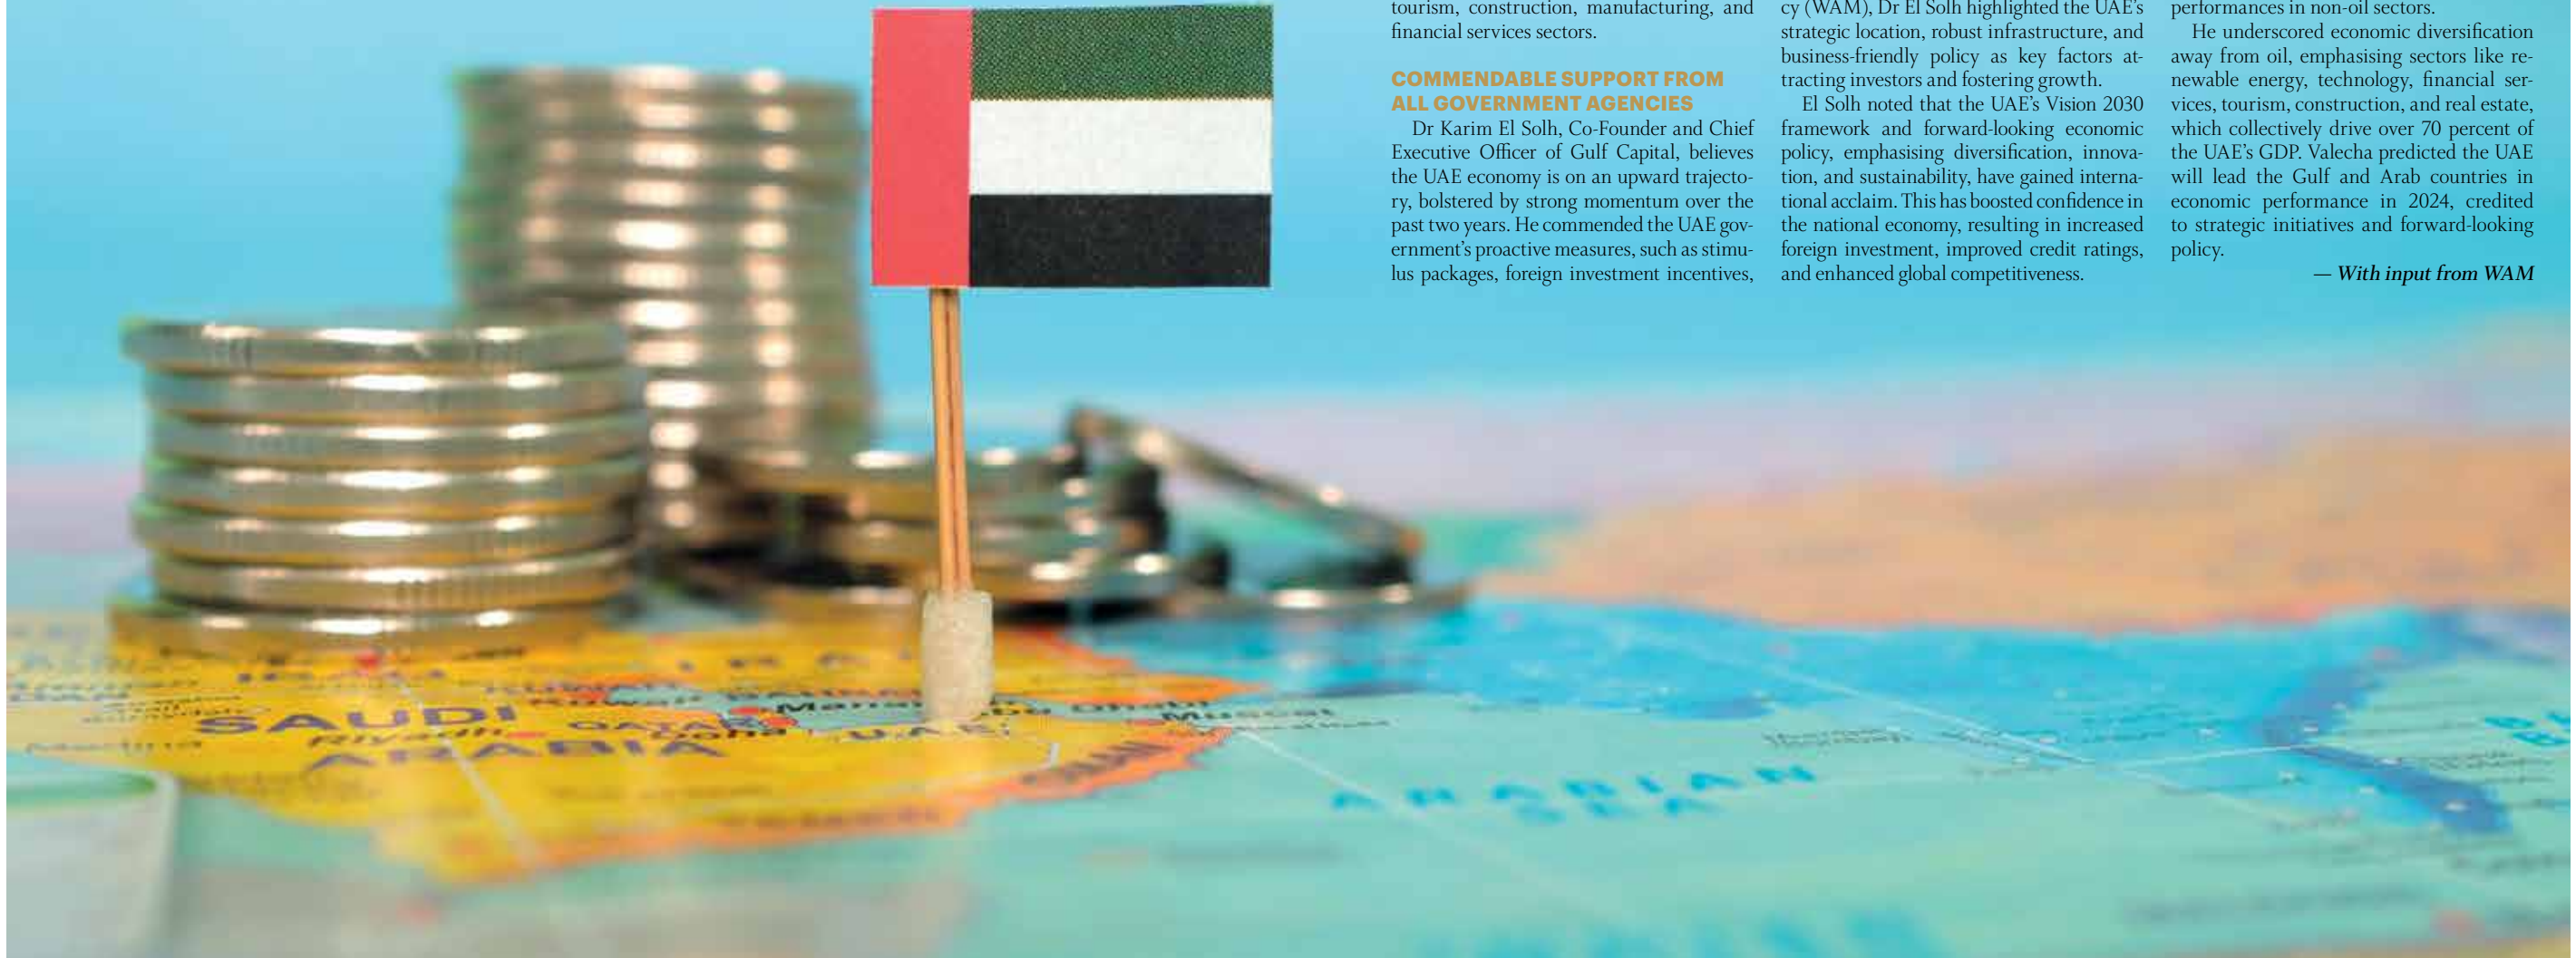 tourism, construction, manufacturing, and
financial services sectors.
COMMENDABLE SUPPORT FROM
ALL GOVERNMENT AGENCIES
Dr Karim El Solh, Co-Founder and Chief
Executive Officer of Gulf Capital, believes
the UAE economy is on an upward trajecto-
ry, bolstered by strong momentum over the
past two years. He commended the UAE gov-
ernment's proactive measures, such as stimu-
lus packages, foreign investment incentives,
cy (WAM), Dr El Solh highlighted the UAE's
strategic location, robust infrastructure, and
business-friendly policy as key factors at-
tracting investors and fostering growth.
El Solh noted that the UAE's Vision 2030
framework and forward-looking economic
policy, emphasising diversification, innova-
tion, and sustainability, have gained interna-
tional acclaim. This has boosted confidence in
the national economy, resulting in increased
foreign investment, improved credit ratings,
and enhanced global competitiveness.
performances in non-oil sectors.
He underscored economic diversification
away from oil, emphasising sectors like re-
newable energy, technology, financial ser-
vices, tourism, construction, and real estate,
which collectively drive over 70 percent of
the UAE's GDP. Valecha predicted the UAE
will lead the Gulf and Arab countries in
economic performance in 2024, credited
to strategic initiatives and forward-looking
policy.
— With input from WAM
SAUDI
ARABIA
Riyadh
QATAR
Doha
U.A.E.
Dhabi
Muscat
Medina
ARABIAN
SEA